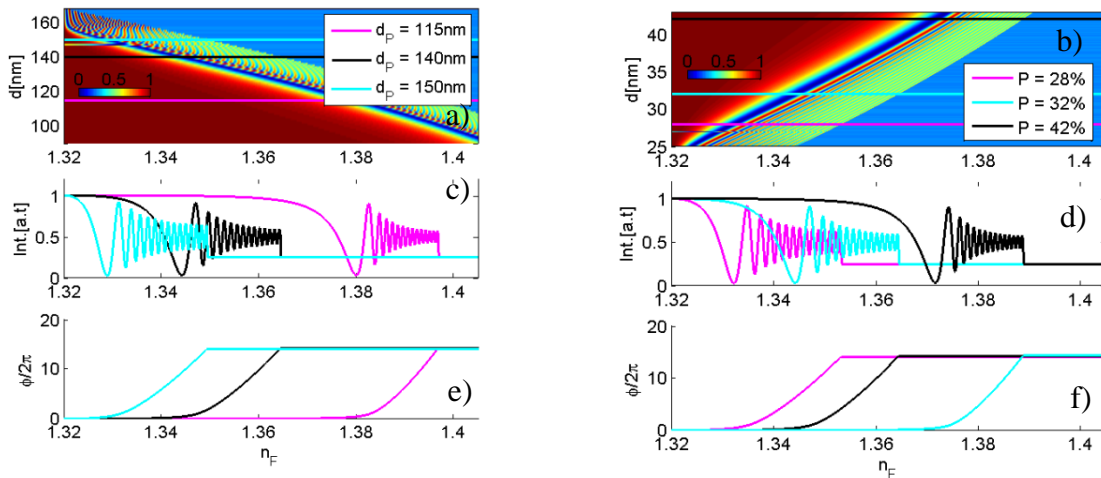 160
140
120
100
d[nm]
0 0.5 1
d_P = 115nm
d_P = 140nm
d_P = 150nm
a)
1.32 1.34 1.36 1.38 1.4
40
35
30
25
d[nm]
0 0.5 1
b)
P = 28%
P = 32%
P = 42%
1.32 1.34 1.36 1.38 1.4
c)
1
0.5
0
Int.[a.t]
1.32 1.34 1.36 1.38 1.4
d)
1
0.5
0
Int.[a.t]
1.32 1.34 1.36 1.38 1.4
20
10
0
ϕ/2π
e)
1.32 1.34 1.36 1.38 1.4
n_F
20
10
0
ϕ/2π
f)
1.32 1.34 1.36 1.38 1.4
n_F